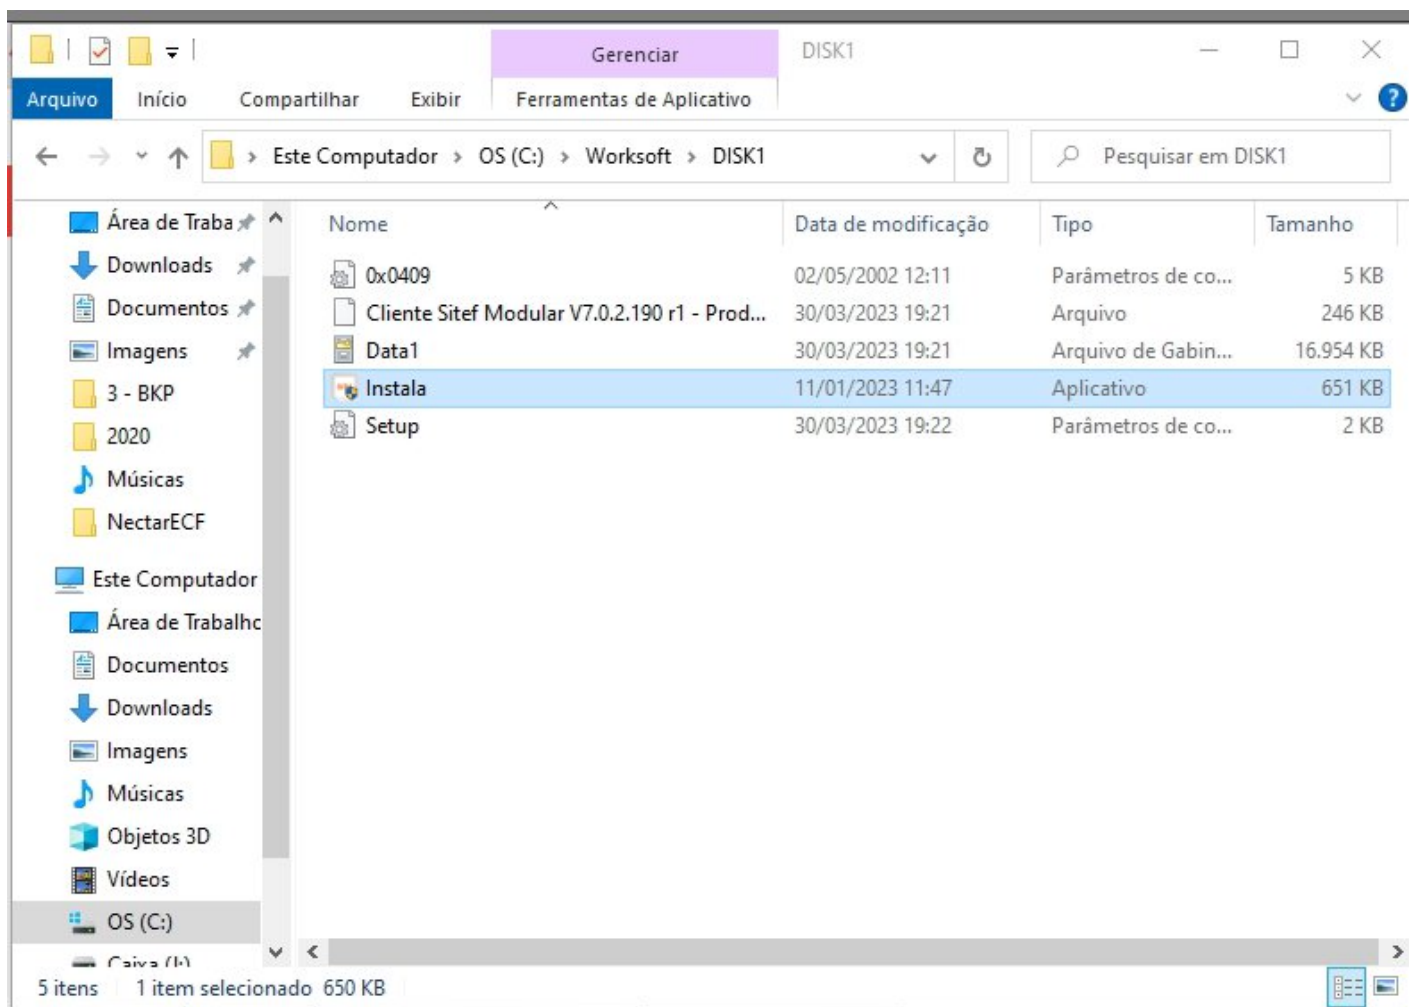 Gerenciar DISK1
Arquivo Início Compartilhar Exibir Ferramentas de Aplicativo
Este Computador > OS (C:) > Worksoft > DISK1 Pesquisar em DISK1
Nome Data de modificação Tipo Tamanho
0x0409 02/05/2002 12:11 Parâmetros de co... 5 KB
Cliente Sitef Modular V7.0.2.190 r1 - Prod... 30/03/2023 19:21 Arquivo 246 KB
Data1 30/03/2023 19:21 Arquivo de Gabin... 16.954 KB
Instala 11/01/2023 11:47 Aplicativo 651 KB
Setup 30/03/2023 19:22 Parâmetros de co... 2 KB
Área de Traba
Downloads
Documentos
Imagens
3 - BKP
2020
Músicas
NectarECF
Este Computador
Área de Trabalho
Documentos
Downloads
Imagens
Músicas
Objetos 3D
Vídeos
OS (C:)
Caixa (I:)
5 itens 1 item selecionado 650 KB